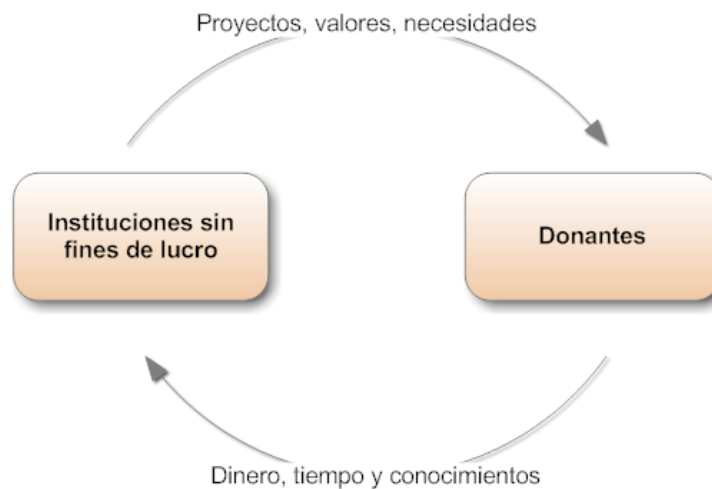 Proyectos, valores, necesidades
Instituciones sin
fines de lucro
Donantes
Dinero, tiempo y conocimientos